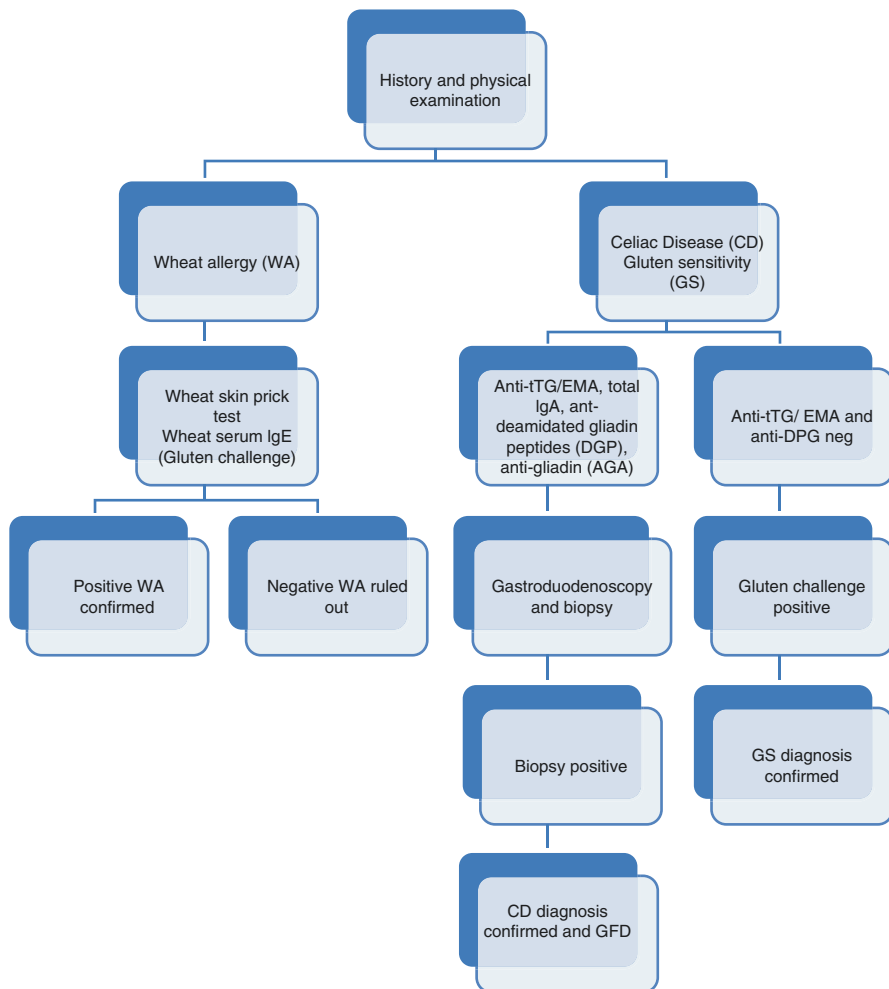 History and physical
examination
Wheat allergy (WA)
Celiac Disease (CD)
Gluten sensitivity
(GS)
Wheat skin prick
test
Wheat serum IgE
(Gluten challenge)
Anti-tTG/EMA, total
IgA, ant-
deamidated gliadin
peptides (DGP),
anti-gliadin (AGA)
Anti-tTG/ EMA and
anti-DPG neg
Positive WA
confirmed
Negative WA ruled
out
Gastroduodenoscopy
and biopsy
Gluten challenge
positive
Biopsy positive
GS diagnosis
confirmed
CD diagnosis
confirmed and GFD